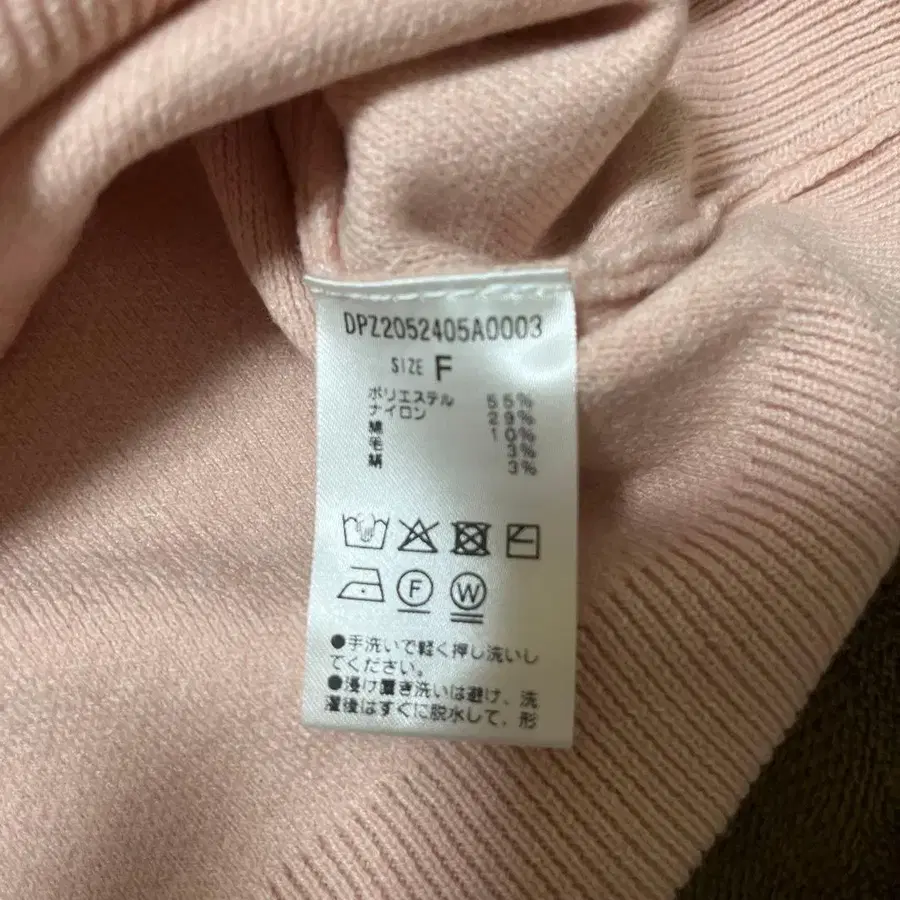 DPZ2052405A0003
SIZE F
ポリエステル 55%
ナイロン 29%
綿 10%
毛 3%
絹 3%
F W
●手洗いで軽く押し洗いし
てください。
●浸け置き洗いは避け、洗
濯後はすぐに脱水して、形